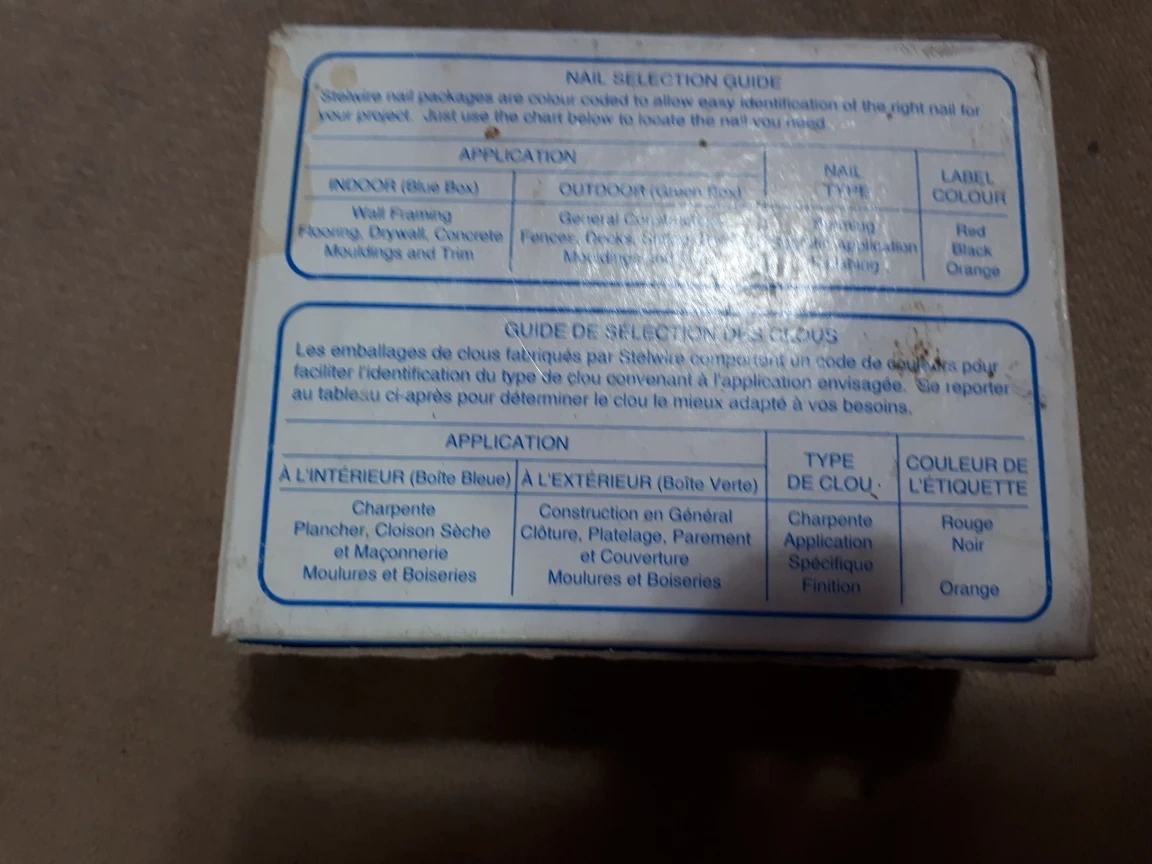 NAIL SELECTION GUIDE
Stelwire nail packages are colour coded to allow easy identification of the right nail for
your project. Just use the chart below to locate the nail you need.
APPLICATION
NAIL
TYPE
LABEL
COLOUR
INDOOR (Blue Box)
OUTDOOR (Green Box)
Wall Framing
General
Red
Flooring, Drywall, Concrete
Fences, Decks,
Application
Black
Mouldings and Trim
Mouldings and
Orange
GUIDE DE SÉLECTION DES CLOUS
Les emballages de clous fabriqués par Stelwire comportent un code de couleurs pour
faciliter l'identification du type de clou convenant à l'application envisagée. Se reporter
au tableau ci-après pour déterminer le clou le mieux adapté à vos besoins.
APPLICATION
TYPE
DE CLOU
COULEUR DE
L'ÉTIQUETTE
À L'INTÉRIEUR (Boîte Bleue)
À L'EXTÉRIEUR (Boîte Verte)
Charpente
Construction en Général
Charpente
Rouge
Plancher, Cloison Sèche
Clôture, Platelage, Parement
Application
Noir
et Maçonnerie
et Couverture
Spécifique
Moulures et Boiseries
Moulures et Boiseries
Finition
Orange